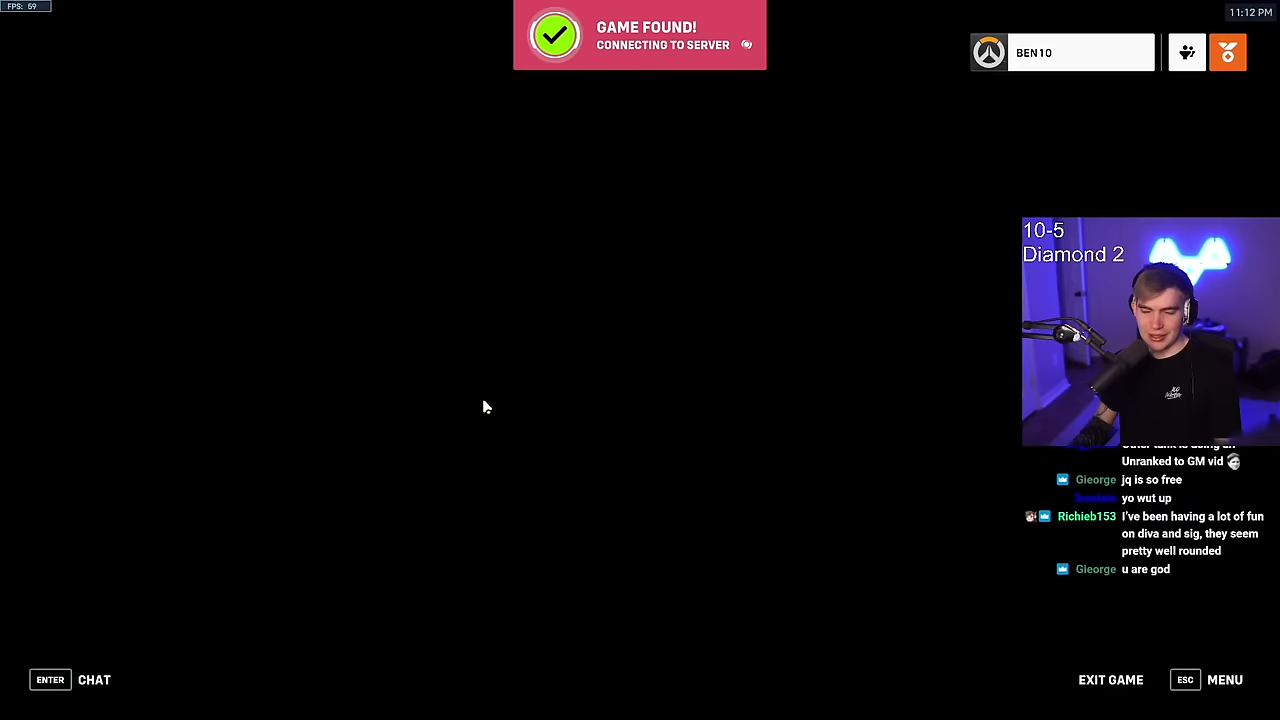 FPS: 59
11:12 PM
GAME FOUND!
CONNECTING TO SERVER
BEN10
10-5
Diamond 2
Unranked to GM vid
Gieorge jq is so free
yo wut up
Richieb153 I've been having a lot of fun
on diva and sig, they seem
pretty well rounded
Gieorge u are god
ENTER CHAT
EXIT GAME ESC MENU